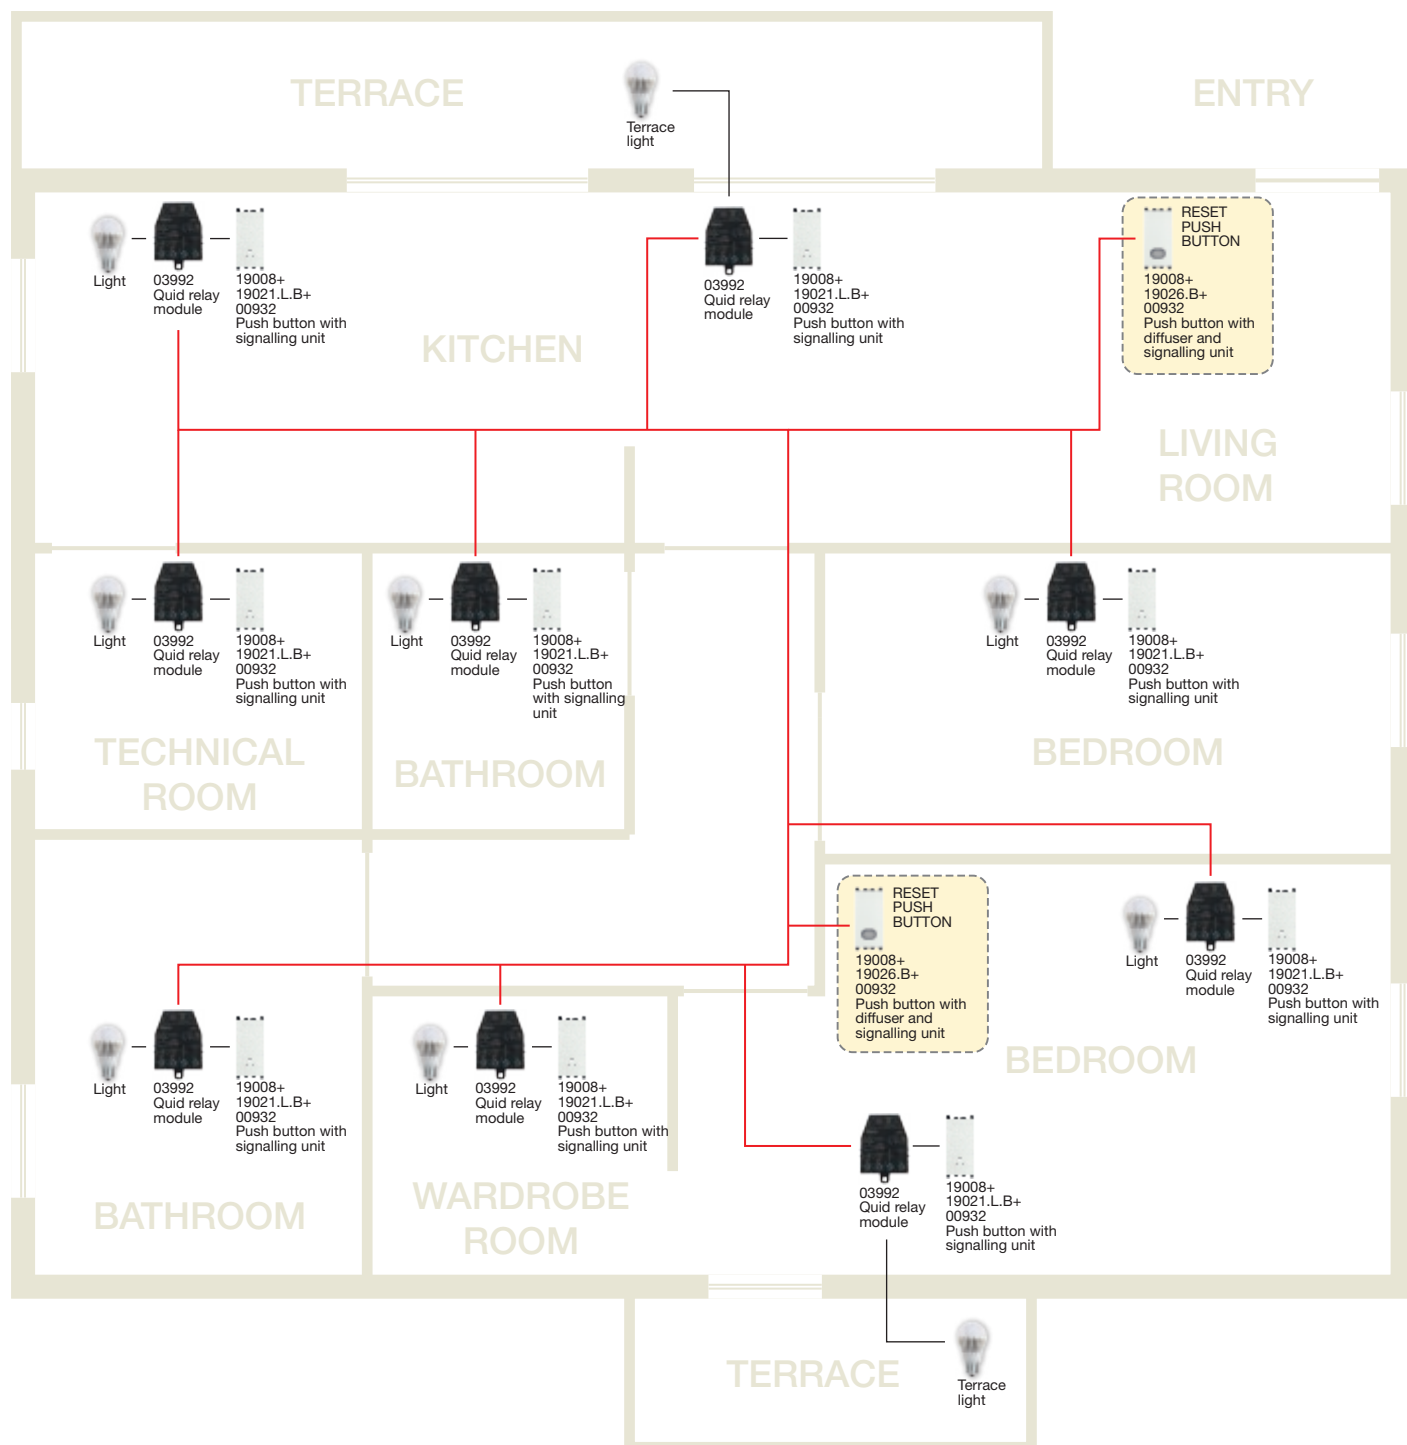 TERRACE
ENTRY
Terrace
light
Light
03992
Quid relay
module
19008+
19021.L.B+
00932
Push button with
signalling unit
03992
Quid relay
module
19008+
19021.L.B+
00932
Push button with
signalling unit
RESET
PUSH
BUTTON
19008+
19026.B+
00932
Push button with
diffuser and
signalling unit
KITCHEN
LIVING
ROOM
Light
03992
Quid relay
module
19008+
19021.L.B+
00932
Push button with
signalling unit
TECHNICAL
ROOM
Light
03992
Quid relay
module
19008+
19021.L.B+
00932
Push button
with signalling
unit
BATHROOM
Light
03992
Quid relay
module
19008+
19021.L.B+
00932
Push button with
signalling unit
BEDROOM
RESET
PUSH
BUTTON
19008+
19026.B+
00932
Push button with
diffuser and
signalling unit
Light
03992
Quid relay
module
19008+
19021.L.B+
00932
Push button with
signalling unit
BEDROOM
Light
03992
Quid relay
module
19008+
19021.L.B+
00932
Push button with
signalling unit
BATHROOM
Light
03992
Quid relay
module
19008+
19021.L.B+
00932
Push button with
signalling unit
WARDROBE
ROOM
03992
Quid relay
module
19008+
19021.L.B+
00932
Push button with
signalling unit
TERRACE
Terrace
light